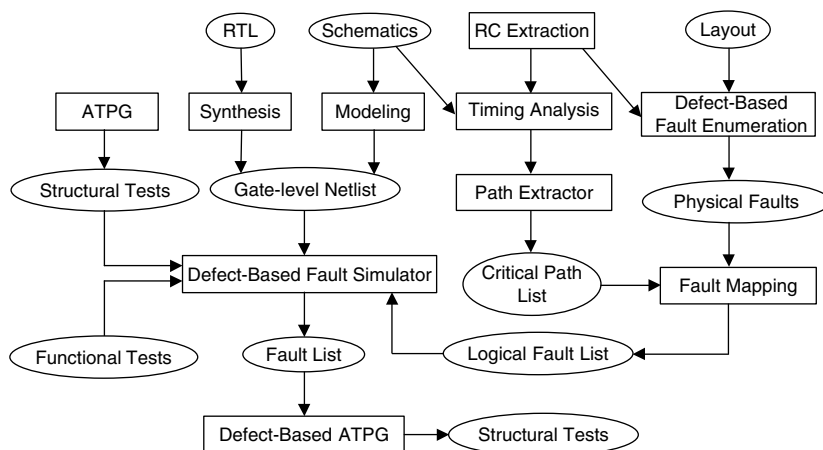 RTL
Schematics
RC Extraction
Layout
ATPG
Synthesis
Modeling
Timing Analysis
Defect-Based
Fault Enumeration
Structural Tests
Gate-level Netlist
Path Extractor
Physical Faults
Defect-Based Fault Simulator
Critical Path
List
Fault Mapping
Functional Tests
Fault List
Logical Fault List
Defect-Based ATPG
Structural Tests